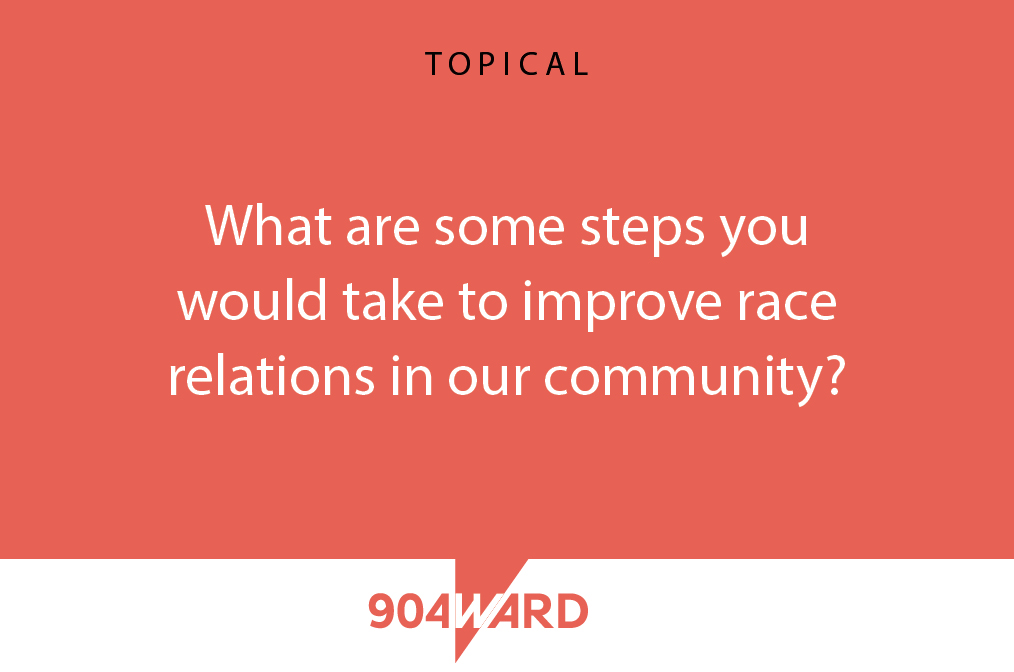 TOPICAL
What are some steps you
would take to improve race
relations in our community?
904WARD